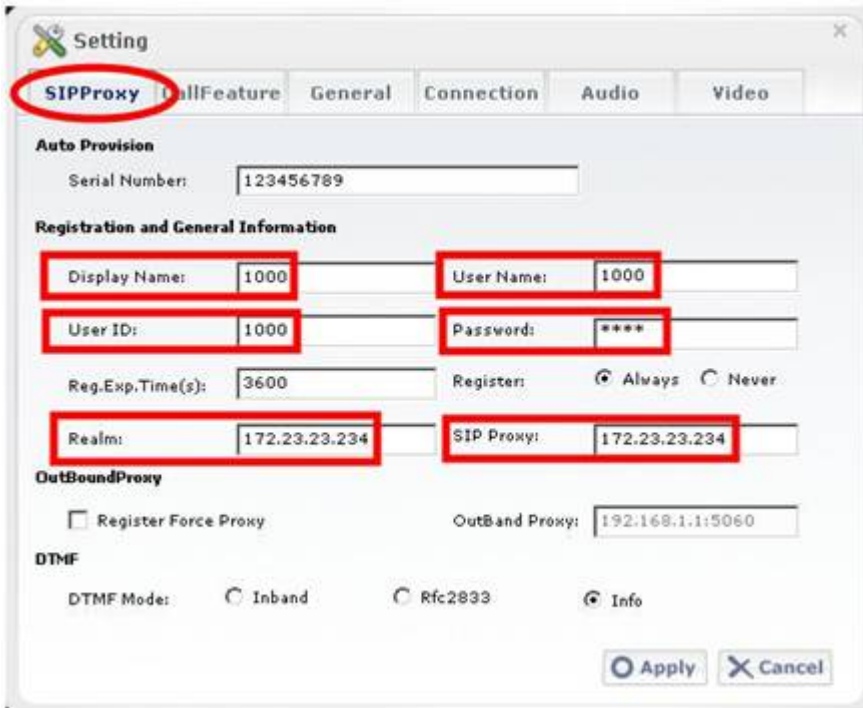 Setting
SIPProxy CallFeature General Connection Audio Video
Auto Provision
Serial Number: 123456789
Registration and General Information
Display Name: 1000 User Name: 1000
User ID: 1000 Password: ****
Reg.Exp.Time(s): 3600 Register: Always Never
Realm: 172.23.23.234 SIP Proxy: 172.23.23.234
OutBoundProxy
Register Force Proxy OutBand Proxy: 192.168.1.1:5060
DTMF
DTMF Mode: Inband Rfc2833 Info
Apply Cancel